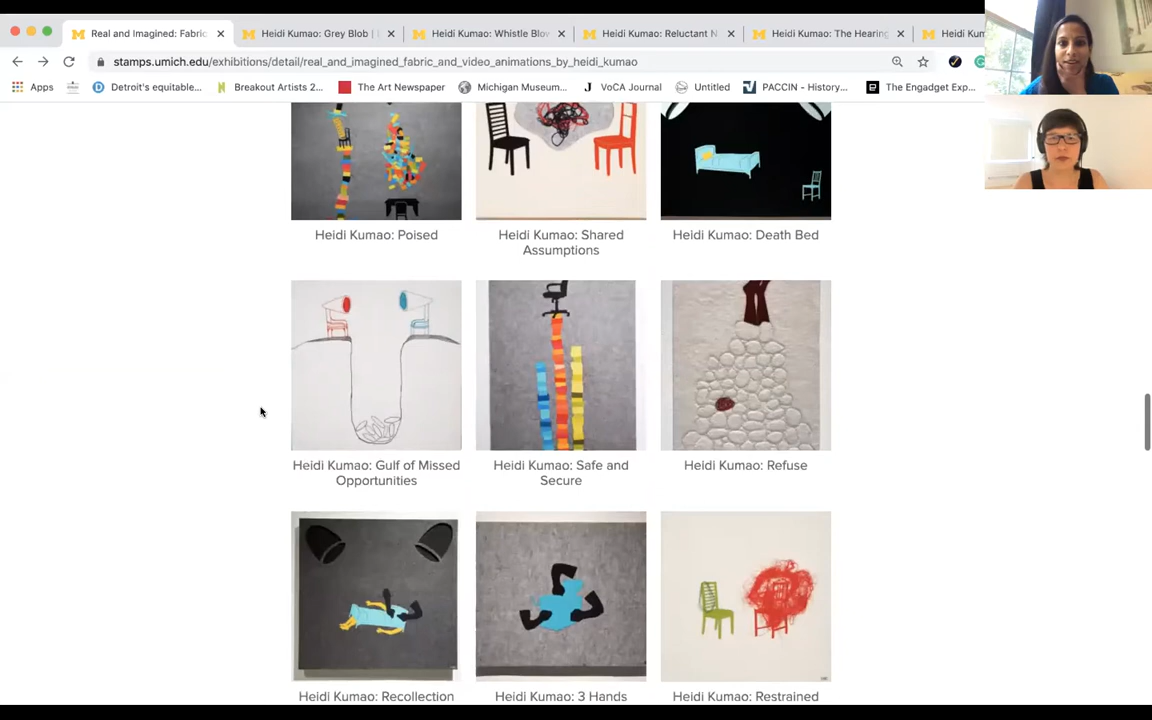 Real and Imagined: Fabric
Heidi Kumao: Grey Blob |
Heidi Kumao: Whistle Blow
Heidi Kumao: Reluctant N
Heidi Kumao: The Hearing
Heidi Kum
stamps.umich.edu/exhibitions/detail/real_and_imagined_fabric_and_video_animations_by_heidi_kumao
Apps
Detroit's equitable...
Breakout Artists 2...
The Art Newspaper
Michigan Museum...
VoCA Journal
Untitled
PACCIN - History...
The Engadget Exp...
Heidi Kumao: Poised
Heidi Kumao: Shared
Assumptions
Heidi Kumao: Death Bed
Heidi Kumao: Gulf of Missed
Opportunities
Heidi Kumao: Safe and
Secure
Heidi Kumao: Refuse
Heidi Kumao: Recollection
Heidi Kumao: 3 Hands
Heidi Kumao: Restrained